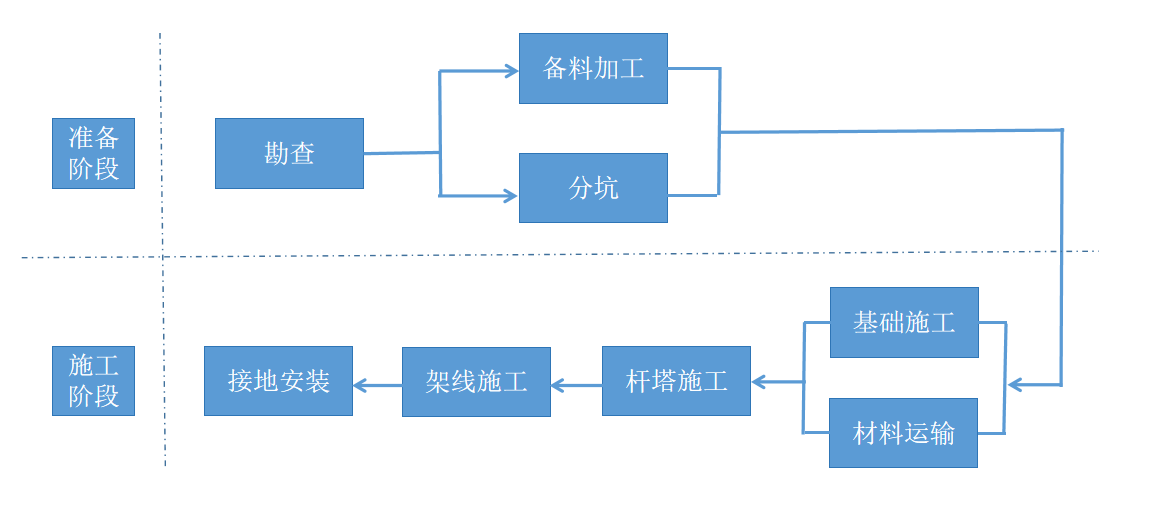 准备
阶段
勘查
备料加工
分坑
施工
阶段
接地安装
架线施工
杆塔施工
基础施工
材料运输